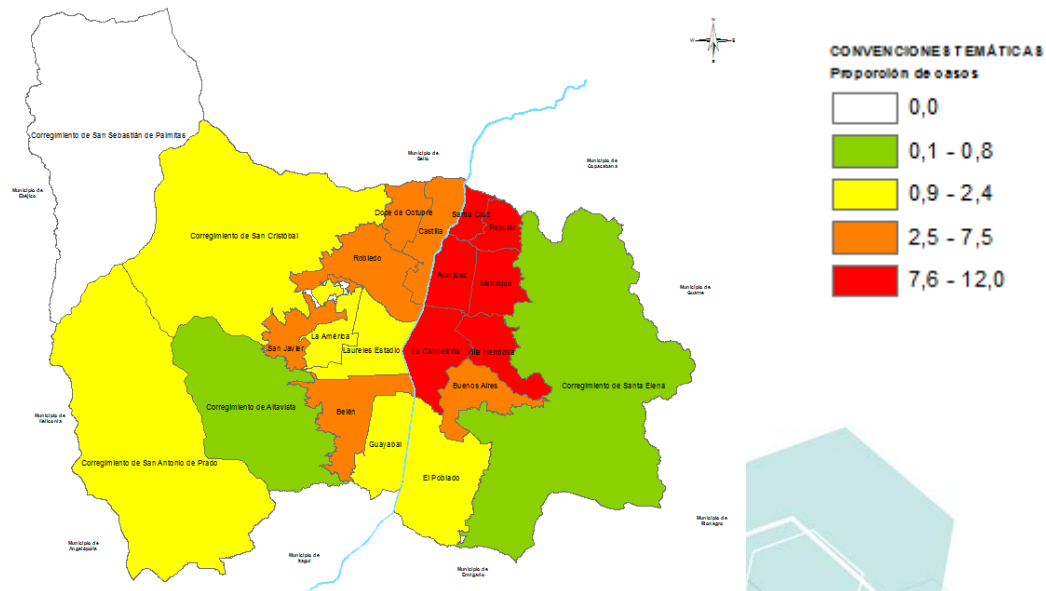 N
W E
S
CONVENCIONES TEMÁTICAS
Proporción de casos
0,0
0,1 - 0,8
0,9 - 2,4
2,5 - 7,5
7,6 - 12,0
Corregimiento de San Sebastián de Palmitas
Municipio de
Bello
Municipio de
Copacabana
Municipio de
Ebéjico
Doce de Octubre
Santa Cruz
Popular
Castilla
Corregimiento de San Cristóbal
Robledo
Aranjuez
Manrique
Municipio de
Guarne
La América
San Javier
Laureles Estadio
La Candelaria
Villa Hermosa
Buenos Aires
Corregimiento de Santa Elena
Corregimiento de Altavista
Belén
Municipio de
Heliconia
Guayabal
Corregimiento de San Antonio de Prado
El Poblado
Municipio de
Rionegro
Municipio de
Angelópolis
Municipio de
Itagüí
Municipio de
Envigado